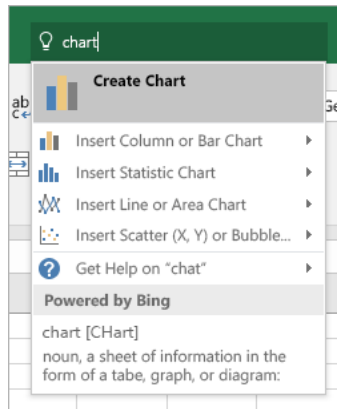 chart
Create Chart
ab
c
Ge
Insert Column or Bar Chart
Insert Statistic Chart
Insert Line or Area Chart
Insert Scatter (X, Y) or Bubble...
Get Help on "chat"
Powered by Bing
chart [CHart]
noun, a sheet of information in the
form of a tabe, graph, or diagram: